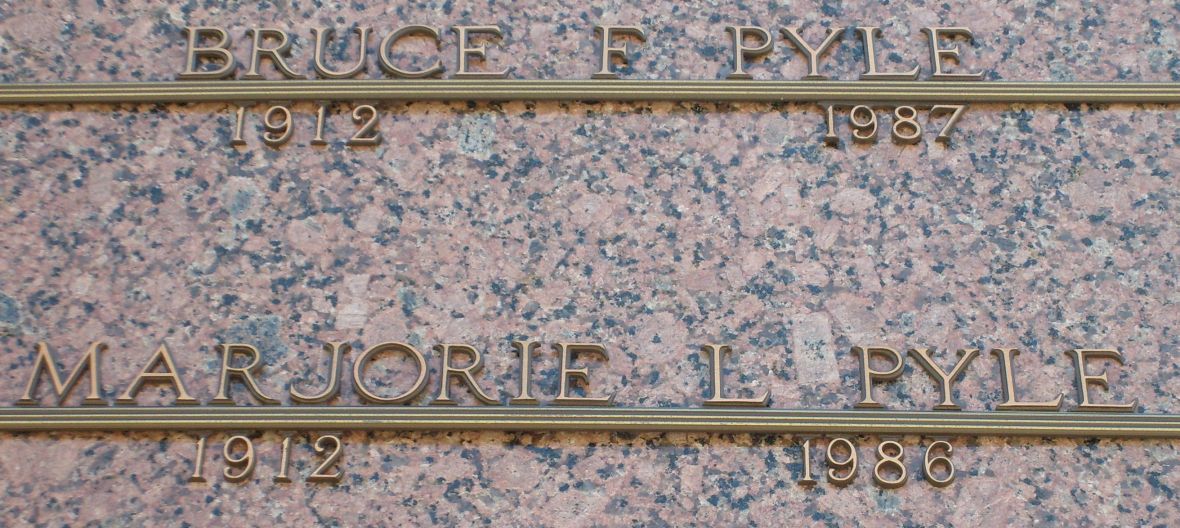 BRUCE F PYLE
1912 1987
MARJORIE L PYLE
1912 1986